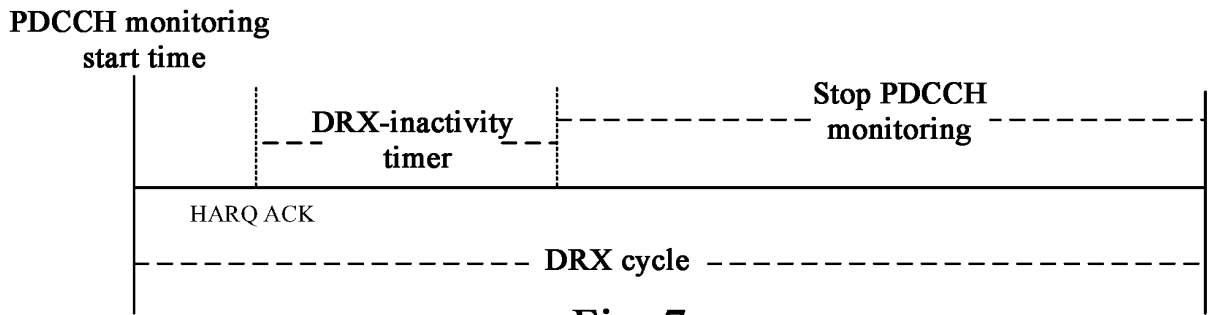 PDCCH monitoring
start time
DRX-inactivity
timer
Stop PDCCH
monitoring
HARQ ACK
DRX cycle